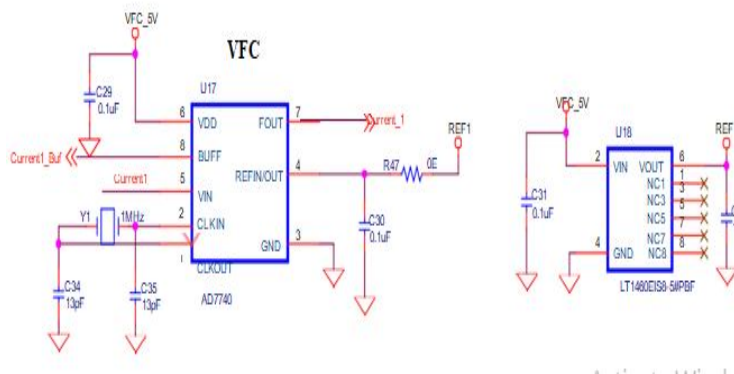 VFC_5V
VFC
C29
0.1uF
U17
6
VDD
FOUT
7
Current_1
Current1_Buf
8
BUFF
REFIN/OUT
4
R47
0E
REF1
Current1
5
VIN
Y1
1MHz
2
CLKIN
C30
0.1uF
GND
3
1
CLKOUT
AD7740
C34
13pF
C35
13pF
VFC_5V
U18
2
VIN
VOUT
6
REF
NC1
1
NC3
3
NC5
5
NC7
7
NC8
8
C31
0.1uF
4
GND
LT1460EIS8-5#PBF